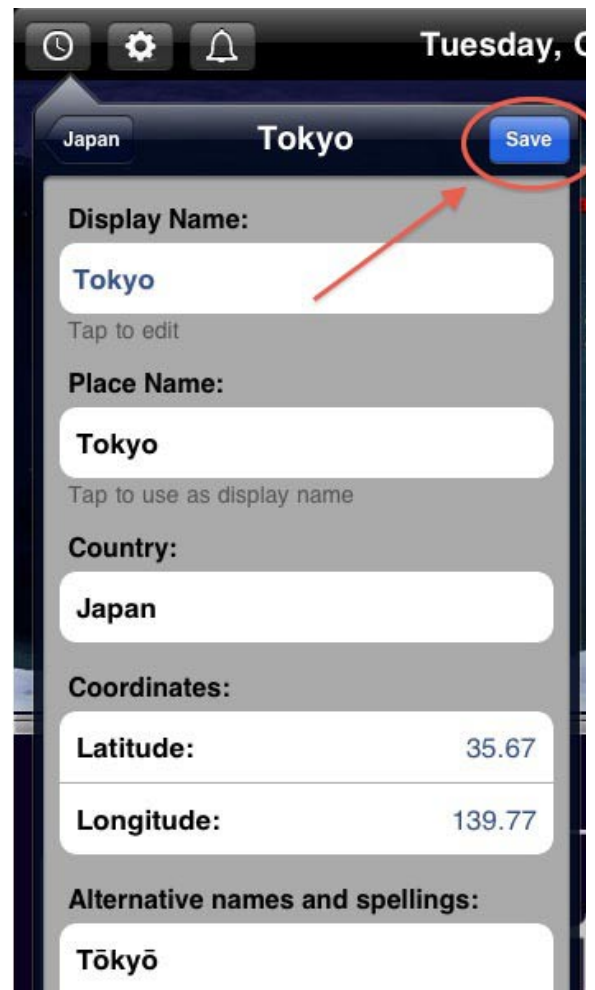 Tuesday,
Japan
Tokyo
Save
Display Name:
Tokyo
Tap to edit
Place Name:
Tokyo
Tap to use as display name
Country:
Japan
Coordinates:
Latitude: 35.67
Longitude: 139.77
Alternative names and spellings:
Tōkyō